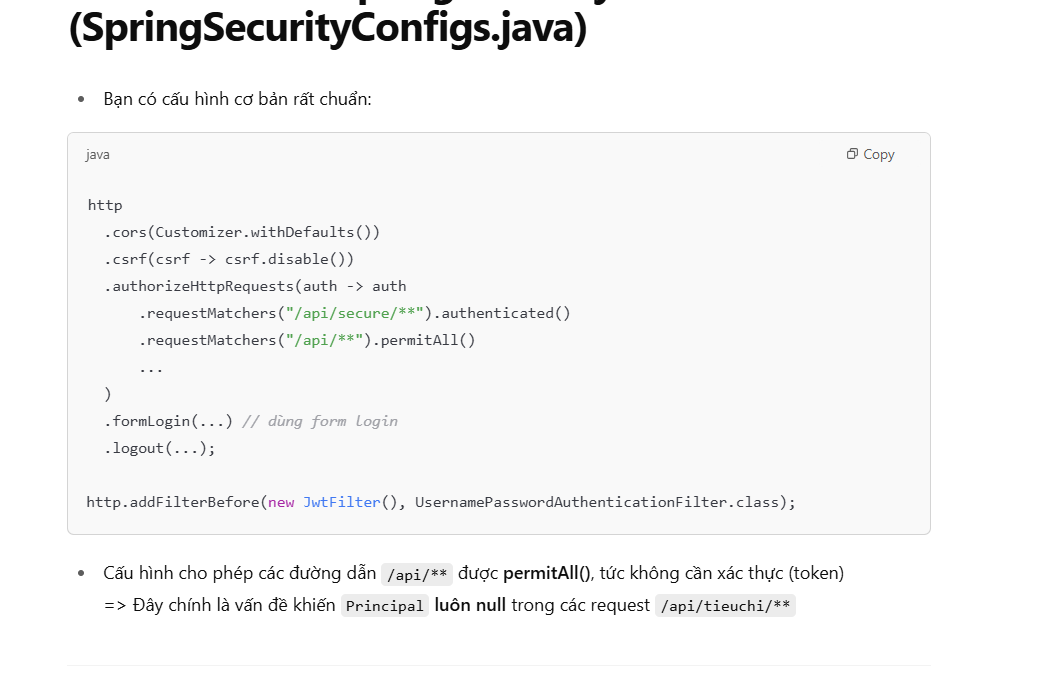 (SpringSecurityConfigs.java)
• Bạn có cấu hình cơ bản rất chuẩn:
java
Copy
http
  .cors(Customizer.withDefaults())
  .csrf(csrf -> csrf.disable())
  .authorizeHttpRequests(auth -> auth
      .requestMatchers("/api/secure/**").authenticated()
      .requestMatchers("/api/**").permitAll()
      ...
  )
  .formLogin(...) // dùng form login
  .logout(...);
http.addFilterBefore(new JwtFilter(), UsernamePasswordAuthenticationFilter.class);
• Cấu hình cho phép các đường dẫn /api/** được permitAll(), tức không cần xác thực (token)
=> Đây chính là vấn đề khiến Principal luôn null trong các request /api/tieuchi/**